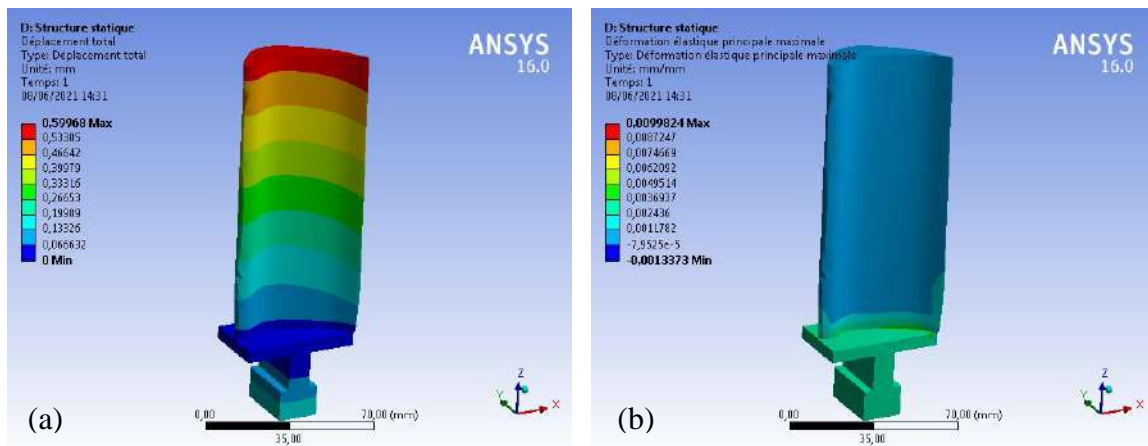 D: Structure statique
Déplacement total
Type: Déplacement total
Unité: mm
Temps: 1
08/06/2021 14:31
ANSYS
16.0
0.59968 Max
0,53305
0,46642
0,39979
0,33316
0,26653
0,19989
0,13326
0,066632
0 Min
0,00
70,00 (mm)
35,00
Z
Y
X
(a)
D: Structure statique
Déformation élastique principale maximale
Type: Déformation élastique principale maximale
Unité: mm/mm
Temps: 1
08/06/2021 14:31
ANSYS
16.0
0,0099824 Max
0,0087247
0,0074669
0,0062092
0,0049514
0,0036937
0,002436
0,0011782
-7,9525e-5
-0,0013373 Min
0,00
70,00 (mm)
35,00
Z
Y
X
(b)